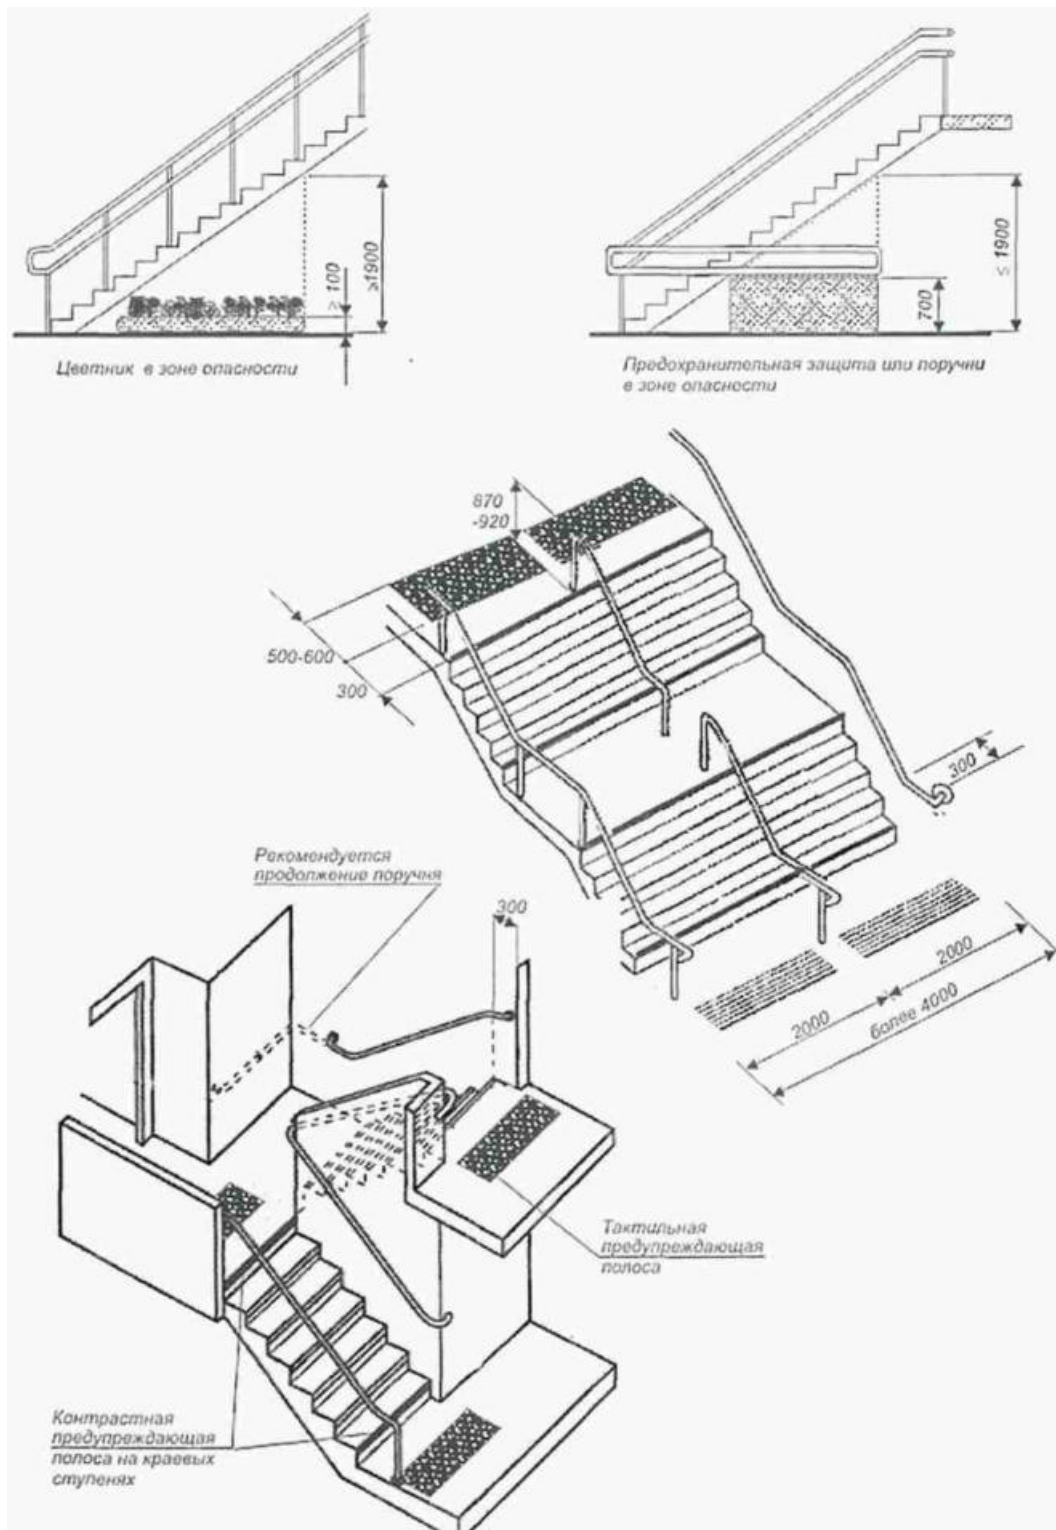 ≥ 100
≥1900
Цветник в зоне опасности
700
≤ 1900
Предохранительная защита или поручни
в зоне опасности
870
-920
500-600
300
300
Рекомендуется
продолжение поручня
300
2000
2000
более 4000
Тактильная
предупреждающая
полоса
Контрастная
предупреждающая
полоса на краевых
ступенях